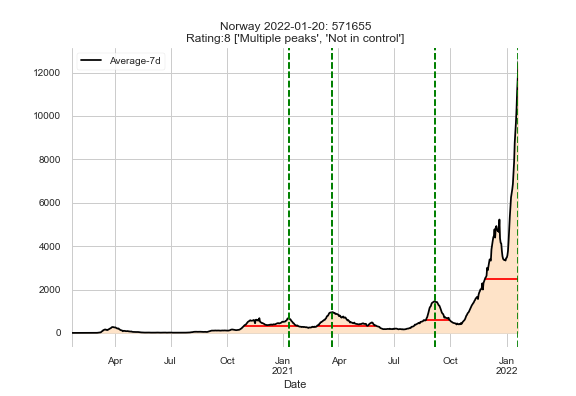 Norway 2022-01-20: 571655
Rating:8 ['Multiple peaks', 'Not in control']
Average-7d
12000
10000
8000
6000
4000
2000
0
Apr Jul Oct Jan Apr Jul Oct Jan
2021 2022
Date